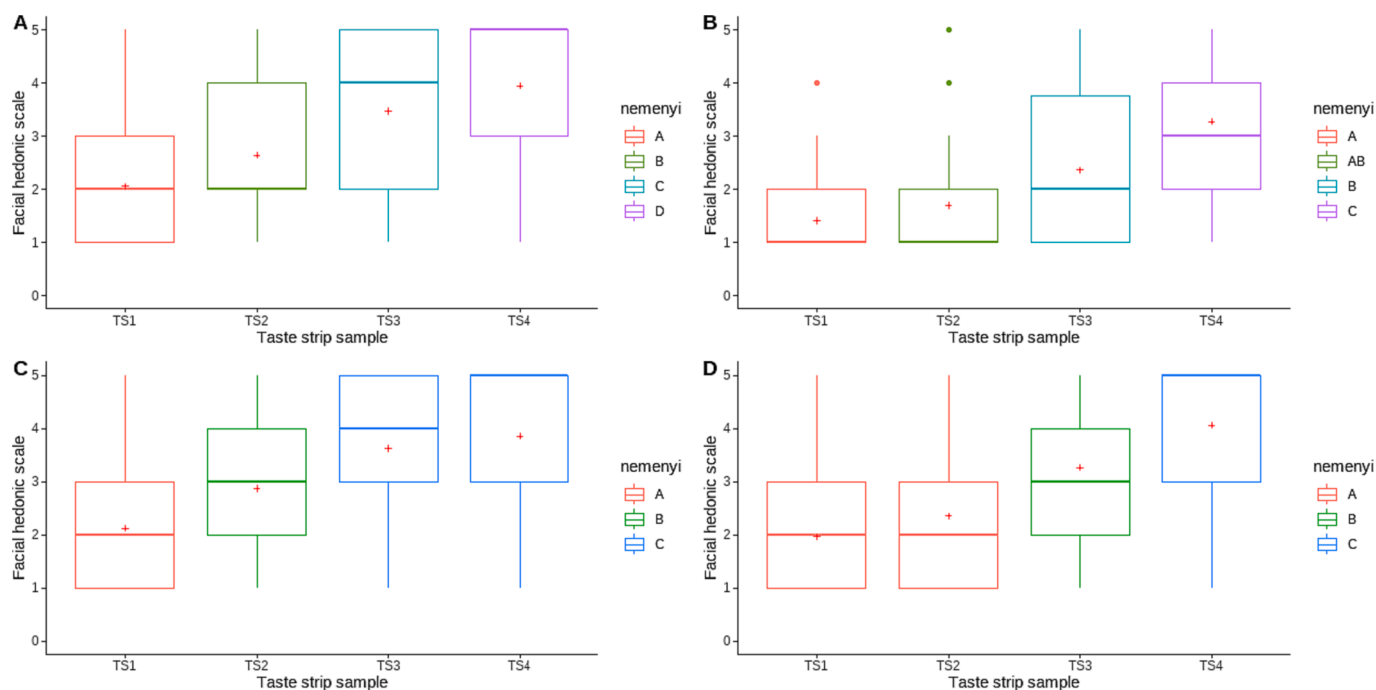 A
Facial hedonic scale
5
4
3
2
1
0
TS1 TS2 TS3 TS4
Taste strip sample
nemenyi
A
B
C
D
B
Facial hedonic scale
5
4
3
2
1
0
TS1 TS2 TS3 TS4
Taste strip sample
nemenyi
A
AB
B
C
C
Facial hedonic scale
5
4
3
2
1
0
TS1 TS2 TS3 TS4
Taste strip sample
nemenyi
A
B
C
D
Facial hedonic scale
5
4
3
2
1
0
TS1 TS2 TS3 TS4
Taste strip sample
nemenyi
A
B
C